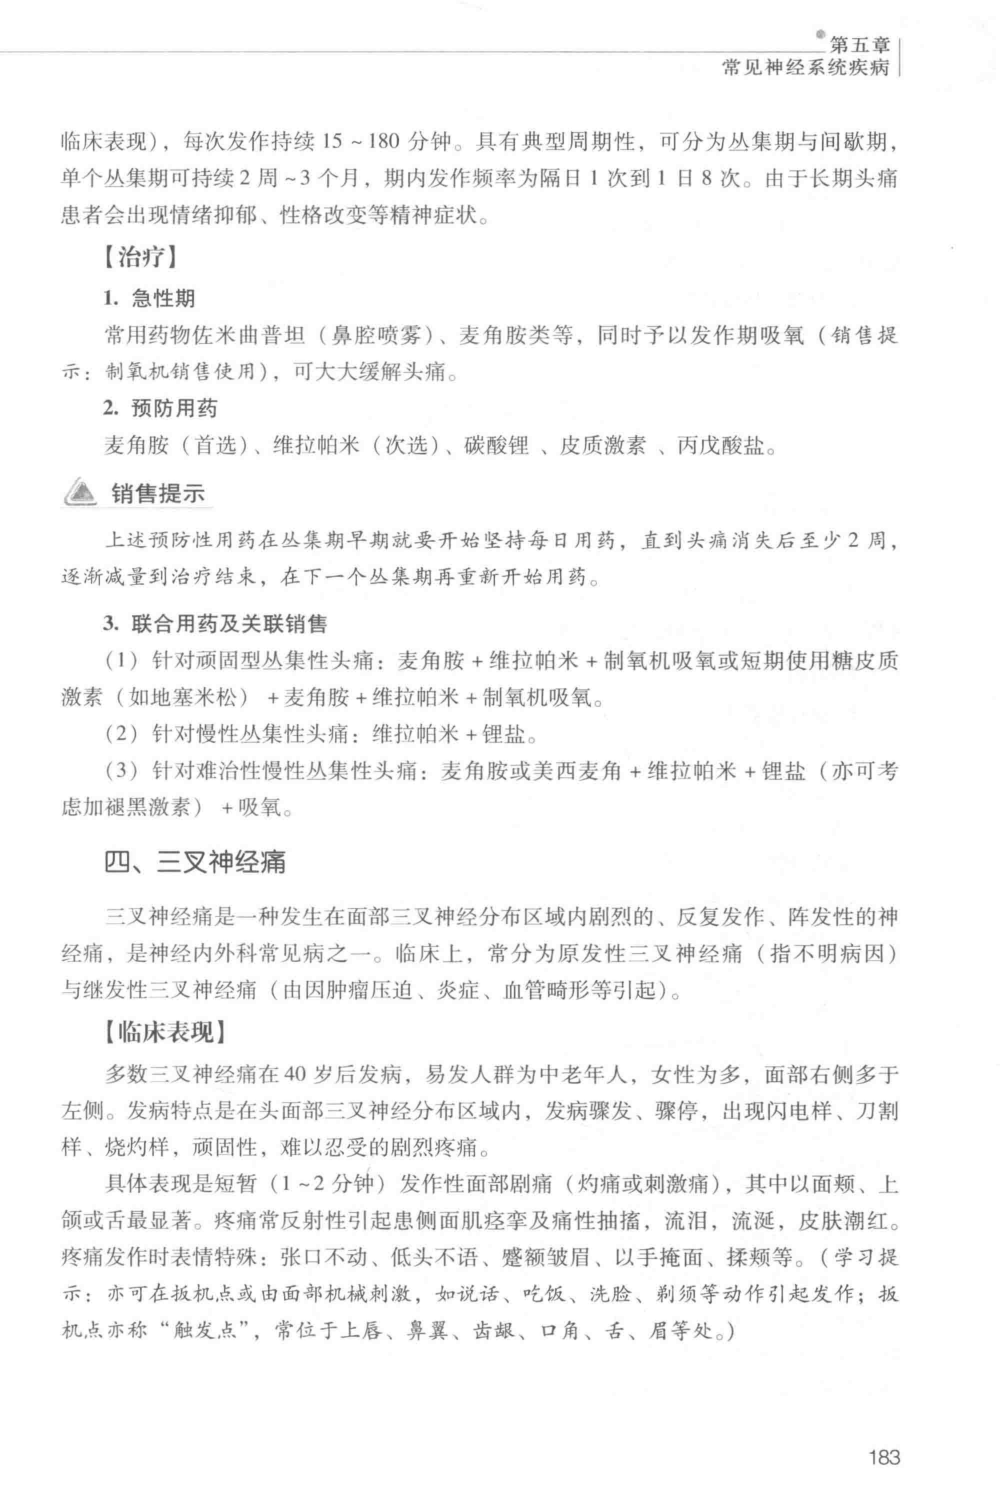 第五章
常见神经系统疾病
临床表现），每次发作持续 15 ~ 180 分钟。具有典型周期性，可分为丛集期与间歇期，
单个丛集期可持续 2 周 ~ 3 个月，期内发作频率为隔日 1 次到 1 日 8 次。由于长期头痛
患者会出现情绪抑郁、性格改变等精神症状。
【治疗】
1. 急性期
常用药物佐米曲普坦（鼻腔喷雾）、麦角胺类等，同时予以发作期吸氧（销售提
示：制氧机销售使用），可大大缓解头痛。
2. 预防用药
麦角胺（首选）、维拉帕米（次选）、碳酸锂 、皮质激素 、丙戊酸盐。
销售提示
上述预防性用药在丛集期早期就要开始坚持每日用药，直到头痛消失后至少 2 周，
逐渐减量到治疗结束，在下一个丛集期再重新开始用药。
3. 联合用药及关联销售
（1）针对顽固型丛集性头痛：麦角胺 + 维拉帕米 + 制氧机吸氧或短期使用糖皮质
激素（如地塞米松） + 麦角胺 + 维拉帕米 + 制氧机吸氧。
（2）针对慢性丛集性头痛：维拉帕米 + 锂盐。
（3）针对难治性慢性丛集性头痛：麦角胺或美西麦角 + 维拉帕米 + 锂盐（亦可考
虑加褪黑激素） + 吸氧。
四、三叉神经痛
三叉神经痛是一种发生在面部三叉神经分布区域内剧烈的、反复发作、阵发性的神
经痛，是神经内外科常见病之一。临床上，常分为原发性三叉神经痛（指不明病因）
与继发性三叉神经痛（由因肿瘤压迫、炎症、血管畸形等引起）。
【临床表现】
多数三叉神经痛在 40 岁后发病，易发人群为中老年人，女性为多，面部右侧多于
左侧。发病特点是在头面部三叉神经分布区域内，发病骤发、骤停，出现闪电样、刀割
样、烧灼样，顽固性，难以忍受的剧烈疼痛。
具体表现是短暂（1 ~ 2 分钟）发作性面部剧痛（灼痛或刺激痛），其中以面颊、上
颌或舌最显著。疼痛常反射性引起患侧面肌痉挛及痛性抽搐，流泪，流涎，皮肤潮红。
疼痛发作时表情特殊：张口不动、低头不语、蹙额皱眉、以手掩面、揉颊等。（学习提
示：亦可在扳机点或由面部机械刺激，如说话、吃饭、洗脸、剃须等动作引起发作；扳
机点亦称“触发点”，常位于上唇、鼻翼、齿龈、口角、舌、眉等处。）
183